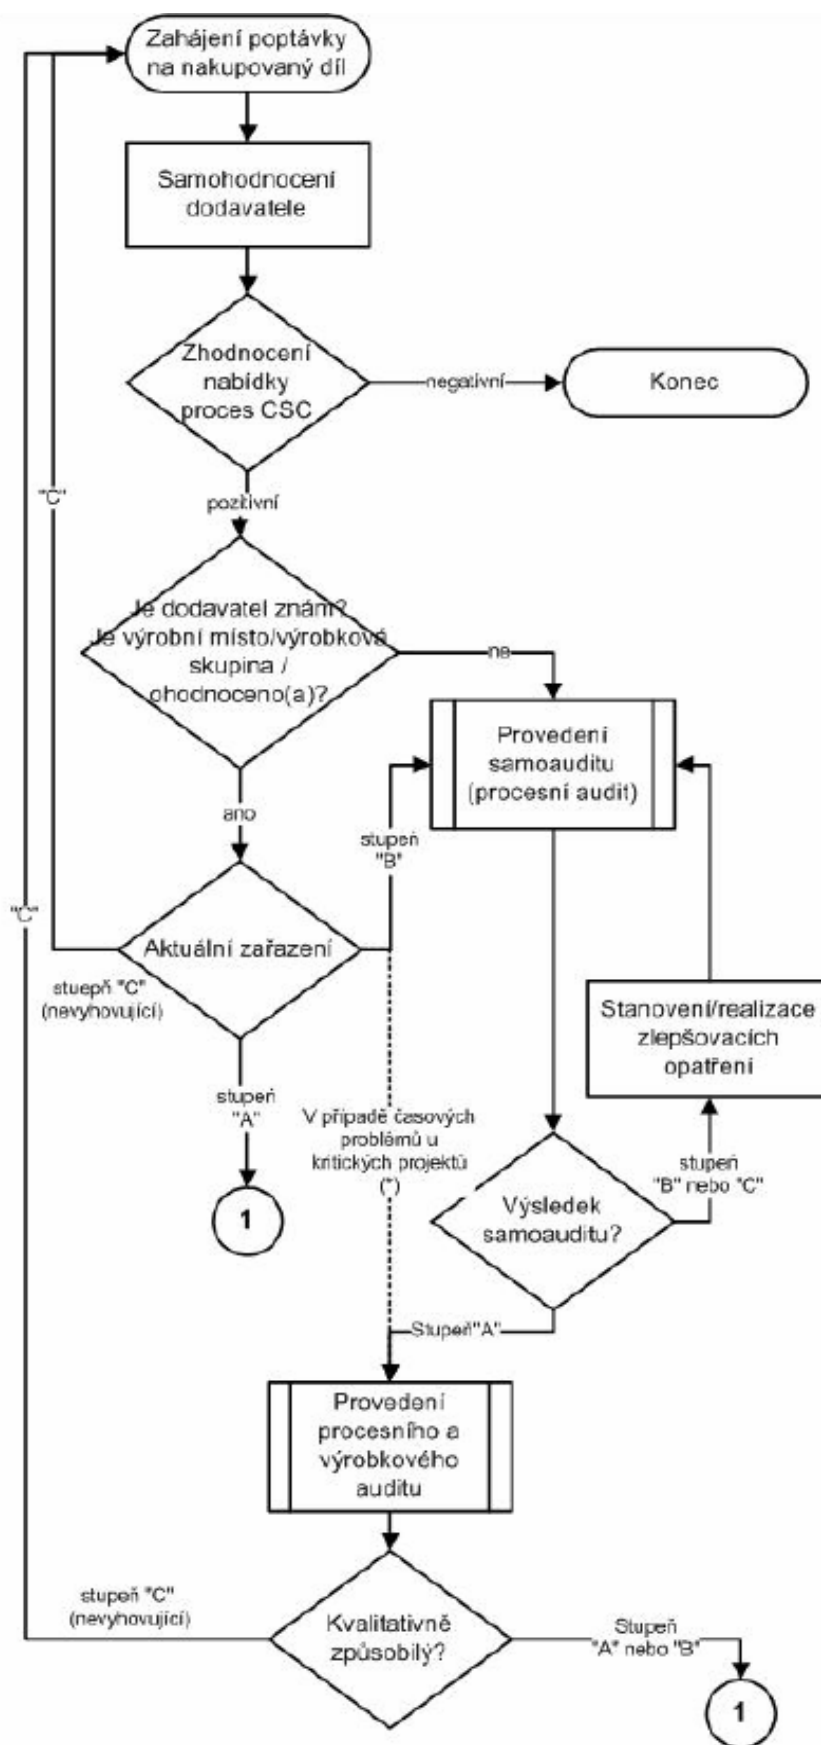 Zahájení poptávky
na nakupovaný díl
Samohodnocení
dodavatele
Zhodnocení
nabídky
proces CSC
negativní
Konec
"C"
pozitivní
Je dodavatel znám?
Je výrobní místo/výrobková
skupina /
ohodnoceno(a)?
ne
Provedení
samoauditu
(procesní audit)
ano
stupeň
"B"
"C"
Aktuální zařazení
stuepň "C"
(nevyhovující)
Stanovení/realizace
zlepšovacích
opatření
stupeň
"A"
V případě časových
problémů u
kritických projektů
(*)
stupeň
"B" nebo "C"
1
Výsledek
samoauditu?
Stupeň"A"
Provedení
procesního a
výrobkového
auditu
stupeň "C"
(nevyhovující)
Kvalitativně
způsobilý?
Stupeň
"A" nebo "B"
1